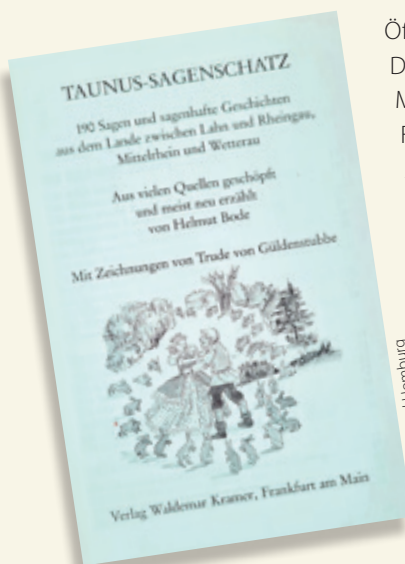 TAUNUS-SAGENSCHATZ
190 Sagen und sagenhafte Geschichten
aus dem Lande zwischen Lahn und Rheingau,
Mittelrhein und Wetterau
Aus vielen Quellen geschöpft
und meist neu erzählt
von Helmut Bode
Mit Zeichnungen von Trude von Güldenstubbe
Verlag Waldemar Kramer, Frankfurt am Main
Öf
D
M